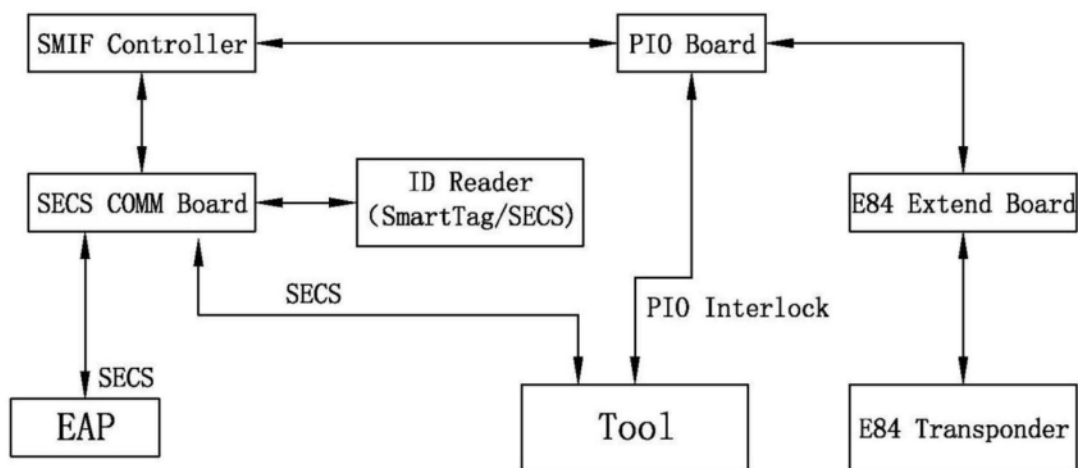 SMIF Controller
PIO Board
SECS COMM Board
ID Reader
(SmartTag/SECS)
E84 Extend Board
SECS
PIO Interlock
SECS
EAP
Tool
E84 Transponder